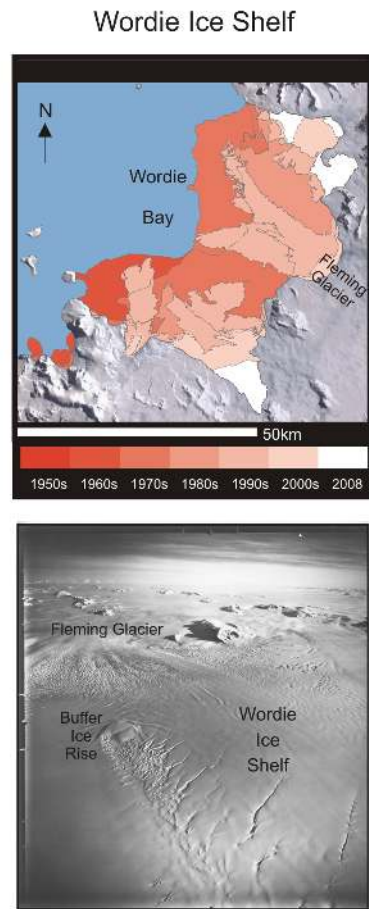 Wordie Ice Shelf
N
Wordie
Bay
Fleming
Glacier
50km
1950s 1960s 1970s 1980s 1990s 2000s 2008
Fleming Glacier
Buffer
Ice
Rise
Wordie
Ice
Shelf